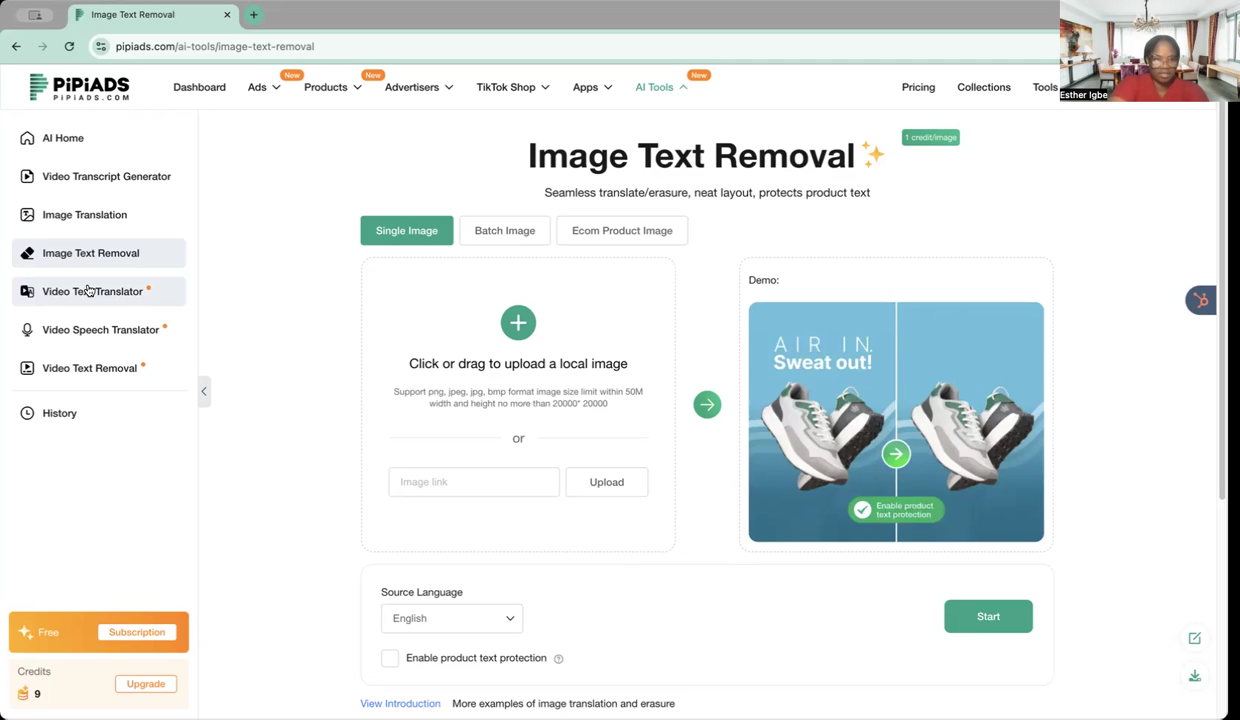 Image Text Removal
pipiads.com/ai-tools/image-text-removal
Esther Igbe
PiPiADS
PIPIADS.COM
Dashboard
Ads
New
Products
New
Advertisers
TikTok Shop
Apps
AI Tools
New
Pricing
Collections
Tools
AI Home
Video Transcript Generator
Image Translation
Image Text Removal
Video Text Translator
Video Speech Translator
Video Text Removal
History
Free
Subscription
Credits
9
Upgrade
Image Text Removal
1 credit/image
Seamless translate/erasure, neat layout, protects product text
Single Image
Batch Image
Ecom Product Image
Click or drag to upload a local image
Support png, jpeg, jpg, bmp format image size limit within 50M
width and height no more than 20000* 20000
or
Image link
Upload
Demo:
AIR IN.
Sweat out!
Enable product
text protection
Source Language
English
Start
Enable product text protection
View Introduction
More examples of image translation and erasure